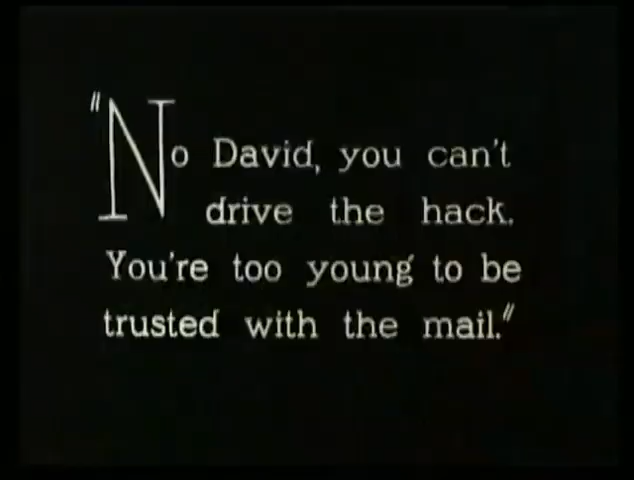 "No David, you can't
drive the hack.
You're too young to be
trusted with the mail."